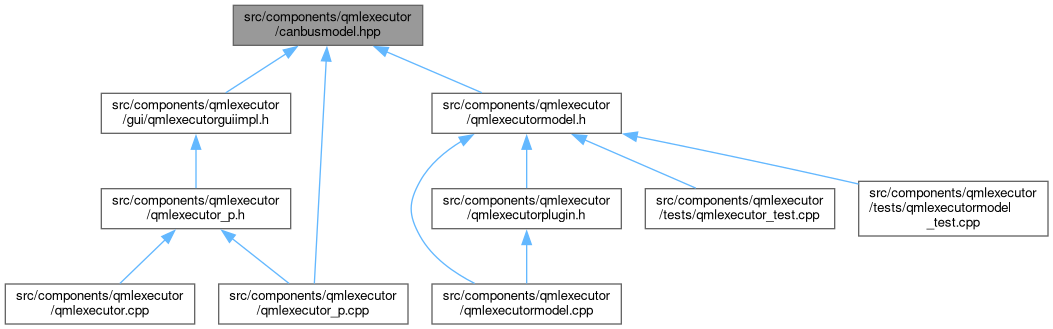 src/components/qmlexecutor
/canbusmodel.hpp
src/components/qmlexecutor
/gui/qmlexecutorguiimpl.h
src/components/qmlexecutor
/qmlexecutormodel.h
src/components/qmlexecutor
/qmlexecutor_p.h
src/components/qmlexecutor
/qmlexecutorplugin.h
src/components/qmlexecutor
/tests/qmlexecutor_test.cpp
src/components/qmlexecutor
/tests/qmlexecutormodel
_test.cpp
src/components/qmlexecutor
/qmlexecutor.cpp
src/components/qmlexecutor
/qmlexecutor_p.cpp
src/components/qmlexecutor
/qmlexecutormodel.cpp